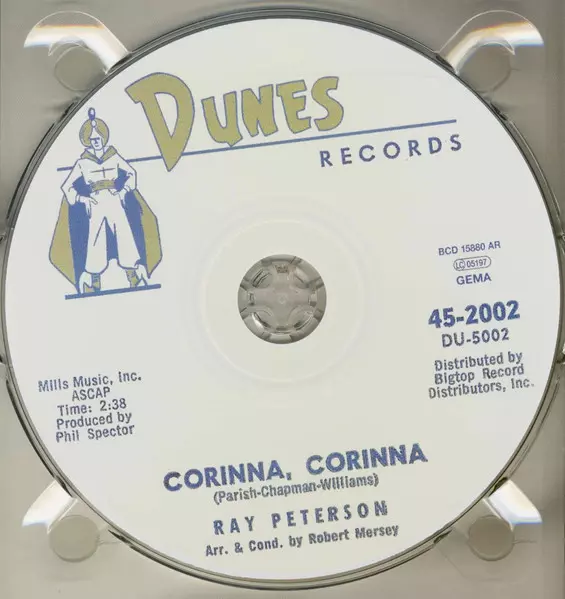 DUNES
RECORDS
BCD 15880 AR
LC 05197
GEMA
45-2002
DU-5002
Distributed by
Bigtop Record
Distributors, Inc.
Mills Music, Inc.
ASCAP
Time: 2:38
Produced by
Phil Spector
CORINNA, CORINNA
(Parish-Chapman-Williams)
RAY PETERSON
Arr. & Cond. by Robert Mersey